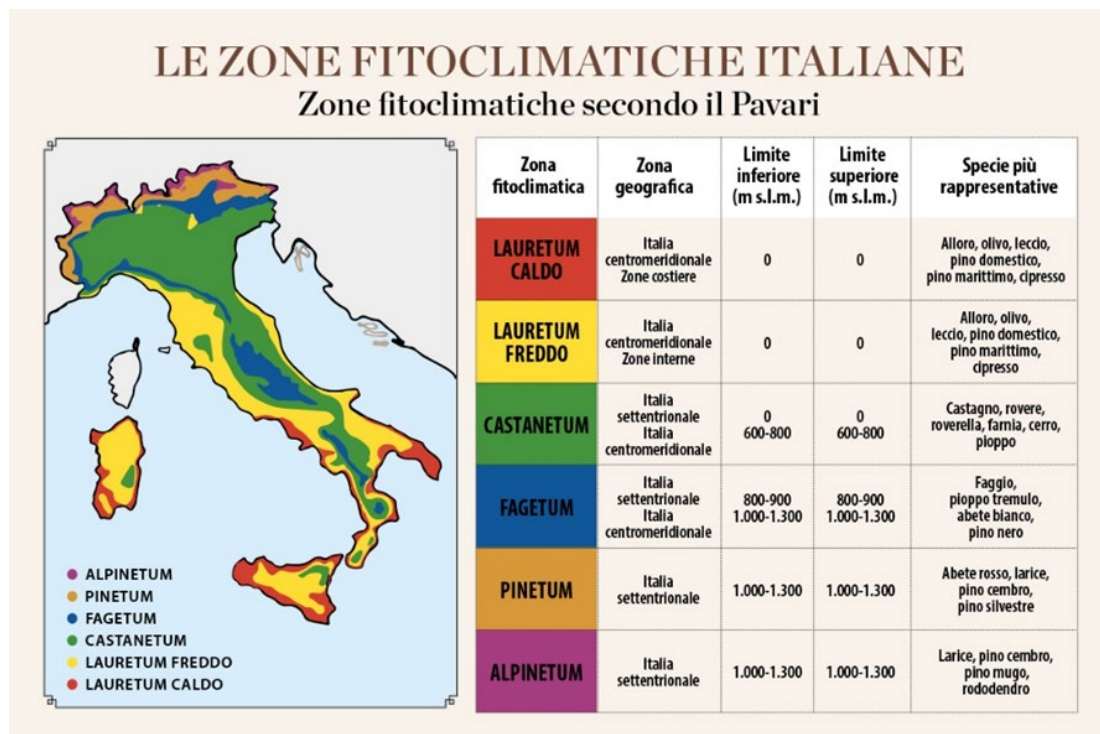 LE ZONE FITOCLIMATICHE ITALIANE
Zone fitoclimatiche secondo il Pavari
ALPINETUM
PINETUM
FAGETUM
CASTANETUM
LAURETUM FREDDO
LAURETUM CALDO
Zona
fitoclimatica
Zona
geografica
Limite
inferiore
(m s.l.m.)
Limite
superiore
(m s.l.m.)
Specie più
rappresentative
LAURETUM
CALDO
Italia
centromeridionale
Zone costiere
0
0
Alloro, olivo, leccio,
pino domestico,
pino marittimo, cipresso
LAURETUM
FREDDO
Italia
centromeridionale
Zone interne
0
0
Alloro, olivo,
leccio, pino domestico,
pino marittimo,
cipresso
CASTANETUM
Italia
settentrionale
Italia
centromeridionale
0
600-800
0
600-800
Castagno, rovere,
roverella, farnia, cerro,
pioppo
FAGETUM
Italia
settentrionale
Italia
centromeridionale
800-900
1.000-1.300
800-900
1.000-1.300
Faggio,
pioppo tremulo,
abete bianco,
pino nero
PINETUM
Italia
settentrionale
1.000-1.300
1.000-1.300
Abete rosso, larice,
pino cembro,
pino silvestre
ALPINETUM
Italia
settentrionale
1.000-1.300
1.000-1.300
Larice, pino cembro,
pino mugo,
rododendro